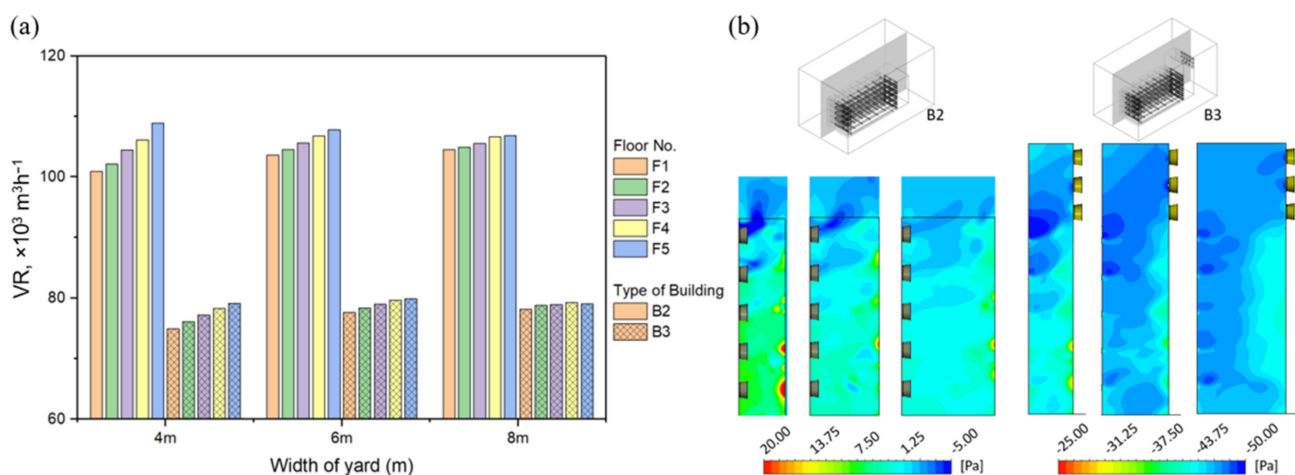 (a)
120
100
80
60
VR, ×10³ m³h⁻¹
4m
6m
8m
Width of yard (m)
Floor No.
F1
F2
F3
F4
F5
Type of Building
B2
B3
(b)
B2
B3
20.00 13.75 7.50 1.25 -5.00 [Pa]
-25.00 -31.25 -37.50 -43.75 -50.00 [Pa]